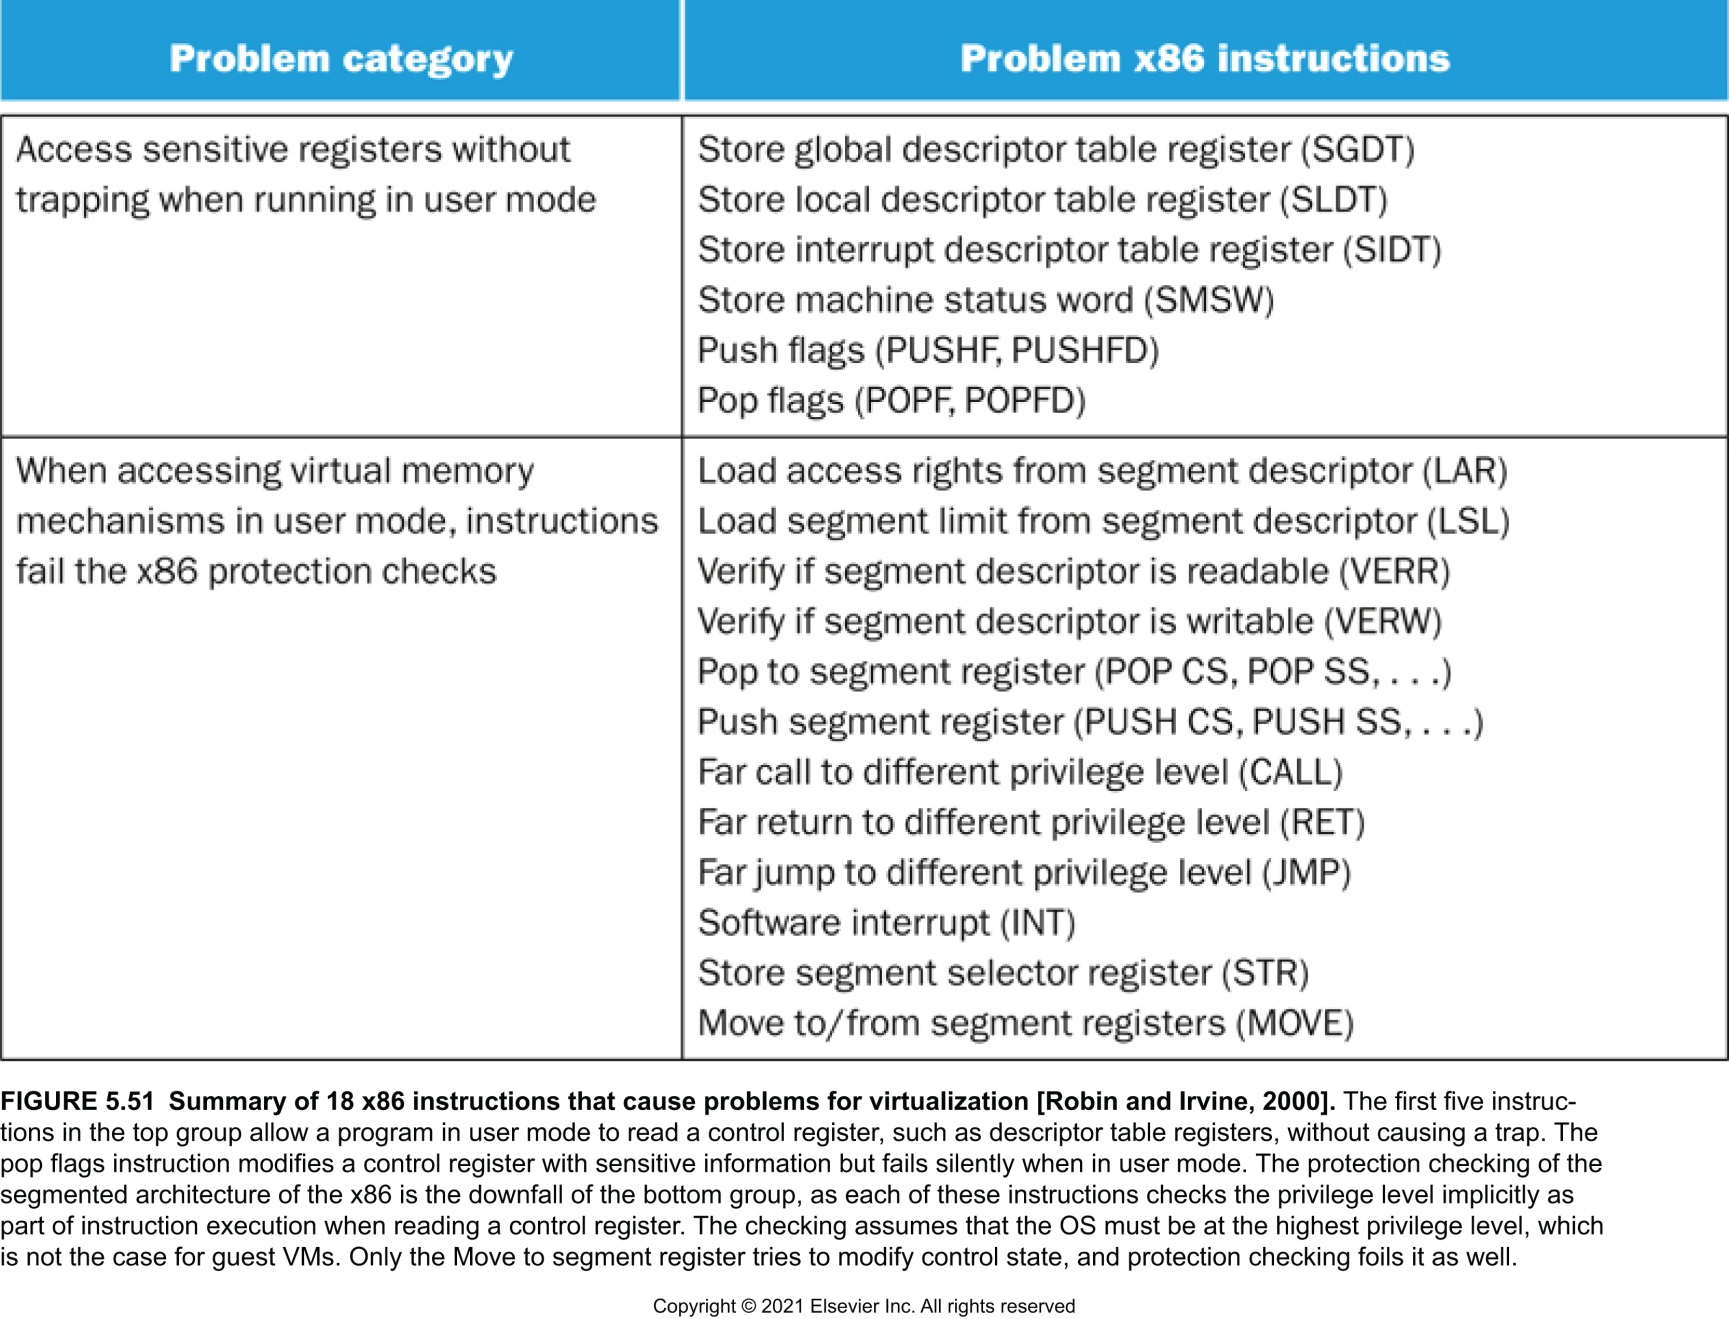 Problem category
Problem x86 instructions
Access sensitive registers without
trapping when running in user mode
Store global descriptor table register (SGDT)
Store local descriptor table register (SLDT)
Store interrupt descriptor table register (SIDT)
Store machine status word (SMSW)
Push flags (PUSHF, PUSHFD)
Pop flags (POPF, POPFD)
When accessing virtual memory
mechanisms in user mode, instructions
fail the x86 protection checks
Load access rights from segment descriptor (LAR)
Load segment limit from segment descriptor (LSL)
Verify if segment descriptor is readable (VERR)
Verify if segment descriptor is writable (VERW)
Pop to segment register (POP CS, POP SS, . . .)
Push segment register (PUSH CS, PUSH SS, . . .)
Far call to different privilege level (CALL)
Far return to different privilege level (RET)
Far jump to different privilege level (JMP)
Software interrupt (INT)
Store segment selector register (STR)
Move to/from segment registers (MOVE)
FIGURE 5.51 Summary of 18 x86 instructions that cause problems for virtualization [Robin and Irvine, 2000]. The first five instruc-
tions in the top group allow a program in user mode to read a control register, such as descriptor table registers, without causing a trap. The
pop flags instruction modifies a control register with sensitive information but fails silently when in user mode. The protection checking of the
segmented architecture of the x86 is the downfall of the bottom group, as each of these instructions checks the privilege level implicitly as
part of instruction execution when reading a control register. The checking assumes that the OS must be at the highest privilege level, which
is not the case for guest VMs. Only the Move to segment register tries to modify control state, and protection checking foils it as well.
Copyright © 2021 Elsevier Inc. All rights reserved